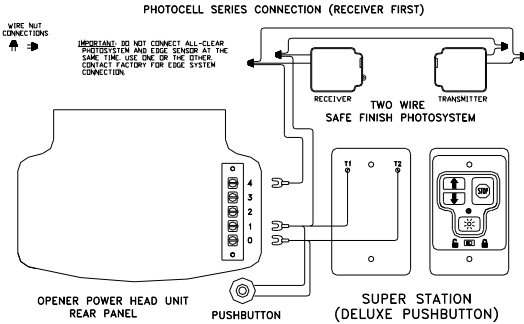 PHOTOCELL SERIES CONNECTION (RECEIVER FIRST)
WIRE NUT
CONNECTIONS
IMPORTANT: DO NOT CONNECT ALL-CLEAR
PHOTOSYSTEM AND EDGE SENSOR AT THE
SAME TIME. USE ONE OR THE OTHER.
CONTACT FACTORY FOR EDGE SYSTEM
CONNECTION.
RECEIVER
TRANSMITTER
TWO WIRE
SAFE FINISH PHOTOSYSTEM
T1
T2
STOP
4
3
2
1
0
OPENER POWER HEAD UNIT
REAR PANEL
PUSHBUTTON
SUPER STATION
(DELUXE PUSHBUTTON)